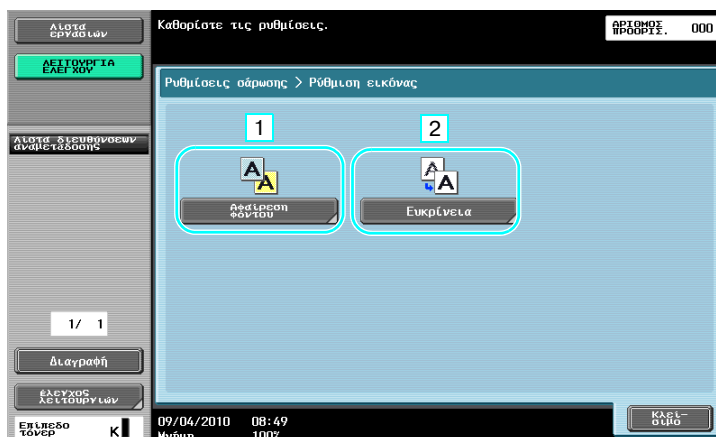 Λίστα
εργασιών
Καθορίστε τις ρυθμίσεις.
ΑΡΙΘΜΟΣ
ΠΡΟΟΡΙΣ.
000
ΛΕΙΤΟΥΡΓΙΑ
ΕΛΕΓΧΟΥ
Ρυθμίσεις σάρωσης > Ρύθμιση εικόνας
1
2
Λίστα διευθύνσεων
αναμετάδοσης
A
A
A
A
Αφαίρεση
φόντου
Ευκρίνεια
1/ 1
Διαγραφή
έλεγχος
λειτουργιών
Επίπεδο
τόνερ
K
09/04/2010 08:49
Μνήμη 100%
Κλεί-
σιμο